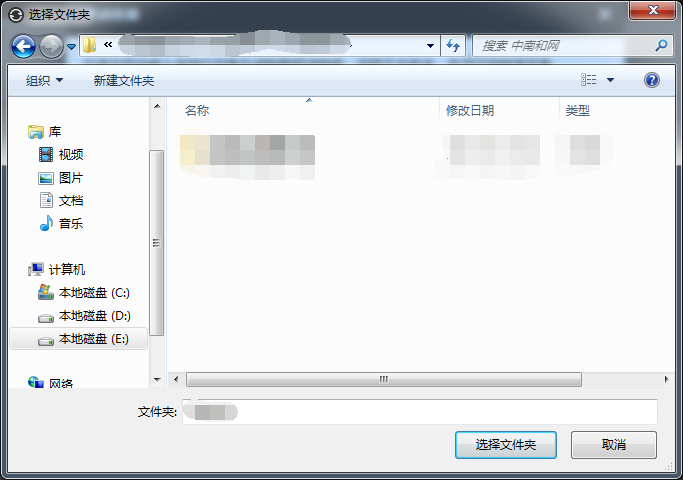 选择文件夹
«
搜索 中南和网
组织
新建文件夹
名称
修改日期
类型
库
视频
图片
文档
音乐
计算机
本地磁盘 (C:)
本地磁盘 (D:)
本地磁盘 (E:)
网络
文件夹:
选择文件夹
取消